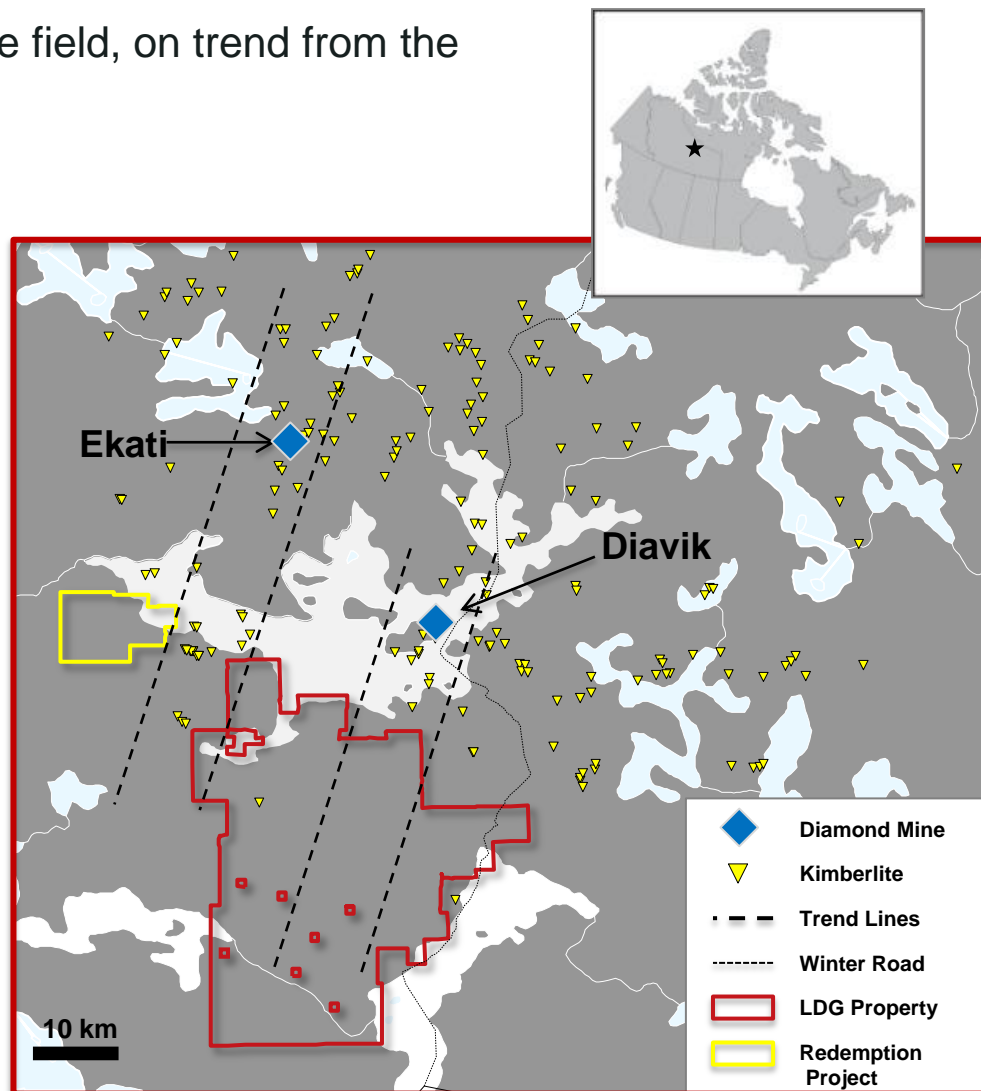 e field, on trend from the
Ekati
Diavik
Diamond Mine
Kimberlite
Trend Lines
Winter Road
LDG Property
Redemption
Project
10 km